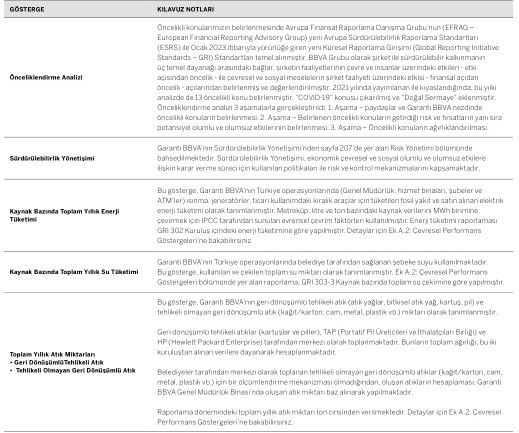 GÖSTERGE
KILAVUZ NOTLARI
Önceliklendirme Analizi
Öncelikli konularımızın belirlenmesinde Avrupa Finansal Raporlama Danışma Grubu'nun (EFRAG –
European Financial Reporting Advisory Group) yeni Avrupa Sürdürülebilirlik Raporlama Standartları
(ESRS) ile Ocak 2023 itibarıyla yürürlüğe giren yeni Küresel Raporlama Girişimi (Global Reporting Initiative
Standards – GRI) Standartları temel alınmıştır. BBVA Grubu olarak şirket ile sürdürülebilir kalkınmanın
üç temel dayanağı arasındaki bağlar, şirketin faaliyetlerinin çevre ve insanlar üzerindeki etkileri - etki
açısından öncelik - ile çevresel ve sosyal meselelerin şirket faaliyeti üzerindeki etkisi - finansal açıdan
öncelik - açılarından belirlenmiş ve değerlendirilmiştir. 2021 yılında yayımlanan ile kıyaslandığında, bu yılki
analizde de 13 öncelikli konu belirlenmiştir. "COVID-19" konusu çıkarılmış ve "Doğal Sermaye" eklenmiştir.
Önceliklendirme analizi 3 aşamalarla gerçekleştirildi: 1. Aşama – paydaşlar ve Garanti BBVA nezdinde
öncelikli konuların belirlenmesi. 2. Aşama – Belirlenen öncelikli konuların getirdiği risk ve fırsatların yanı sıra
potansiyel olumlu ve olumsuz etkilerinin belirlenmesi. 3. Aşama – Öncelikli konuların ağırlıklandırılması.
Sürdürülebilirlik Yönetişimi
Garanti BBVA'nın Sürdürülebilirlik Yönetişimi'nden sayfa 207'de yer alan Risk Yönetimi bölümünde
bahsedilmektedir. Sürdürülebilirlik Yönetişimi, ekonomik çevresel ve sosyal olumlu ve olumsuz etkilere
ilişkin karar verme süreci için kullanılan politikaları ile risk ve kontrol mekanizmalarını kapsamaktadır.
Kaynak Bazında Toplam Yıllık Enerji
Tüketimi
Bu gösterge, Garanti BBVA'nın Türkiye operasyonlarında (Genel Müdürlük, hizmet binaları, şubeler ve
ATM'ler) ısınma, jeneratörler, ticari kullanımdaki kiralık araçlar için tüketilen fosil yakıt ve satın alınan elektrik
enerji tüketimi olarak tanımlanmıştır. Metreküp, litre ve ton bazındaki kaynak verilerini MWh birimine
çevirmek için IPCC tarafından sunulan evrensel çevrim faktörleri kullanılmıştır. Enerji tüketimi raporlaması
GRI 302 Kuruluş içindeki enerji tüketimine göre yapılmıştır. Detaylar için Ek A.2: Çevresel Performans
Göstergeleri'ne bakabilirsiniz.
Kaynak Bazında Toplam Yıllık Su Tüketimi
Garanti BBVA'nın Türkiye operasyonlarında belediye tarafından sağlanan şebeke suyu kullanılmaktadır.
Bu gösterge, kullanılan ve çekilen toplam su miktarı olarak tanımlanmıştır. Ek A.2: Çevresel Performans
Göstergeleri bölümünde yer alan raporlama, GRI 303-3 Kaynak bazında toplam su çekimine göre yapılmıştır.
Toplam Yıllık Atık Miktarları
• Geri DönüşümlüTehlikeli Atık
• Tehlikeli Olmayan Geri Dönüşümlü Atık
Bu gösterge, Garanti BBVA'nın geri dönüşümlü tehlikeli atık (atık yağlar, bitkisel atık yağ, kartuş, pil) ve
tehlikeli olmayan geri dönüşümlü atık (kağıt/karton, cam, metal, plastik vb.) miktarı olarak tanımlanmıştır.
Geri dönüşümlü tehlikeli atıklar (kartuşlar ve piller), TAP (Portatif Pil Üreticileri ve İthalatçıları Birliği) ve
HP (Hewlett Packard Enterprise) tarafından merkezi olarak toplanmaktadır. Bunların toplam ağırlığı, bu iki
kuruluştan alınan verilere dayanarak hesaplanmaktadır.
Belediyeler tarafından merkezi olarak toplanan tehlikeli olmayan geri dönüşümlü atıklar (kağıt/karton, cam,
metal, plastik vb.) için bir ölçümlendirme mekanizması olmadığından, oluşan atıkların hesaplaması, Garanti
BBVA Genel Müdürlük Binası'nda oluşan atık miktarı baz alınarak yapılmaktadır.
Raporlama dönemindeki toplam yıllık atık miktarı ton cinsinden verilmektedir. Detaylar için Ek A.2: Çevresel
Performans Göstergeleri'ne bakabilirsiniz.